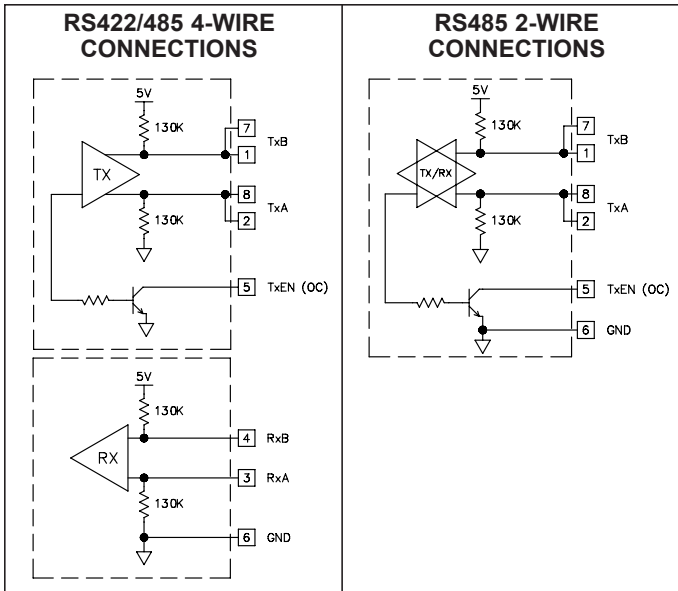 RS422/485 4-WIRE
CONNECTIONS
5V
130K
7
TxB
1
TX
8
TxA
2
130K
5 TxEN (OC)
5V
130K
4 RxB
RX
3 RxA
130K
6 GND
RS485 2-WIRE
CONNECTIONS
5V
130K
7
TxB
1
TX/RX
8
TxA
2
130K
5 TxEN (OC)
6 GND